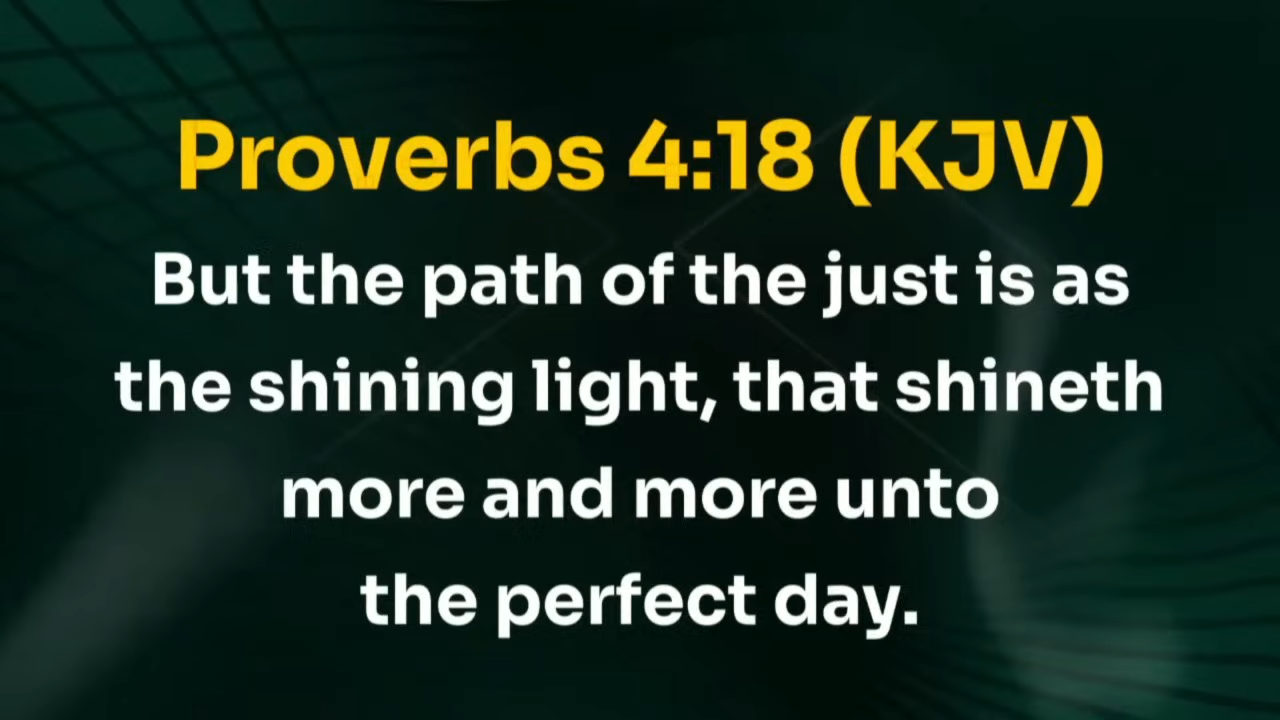 Proverbs 4:18 (KJV)
But the path of the just is as
the shining light, that shineth
more and more unto
the perfect day.